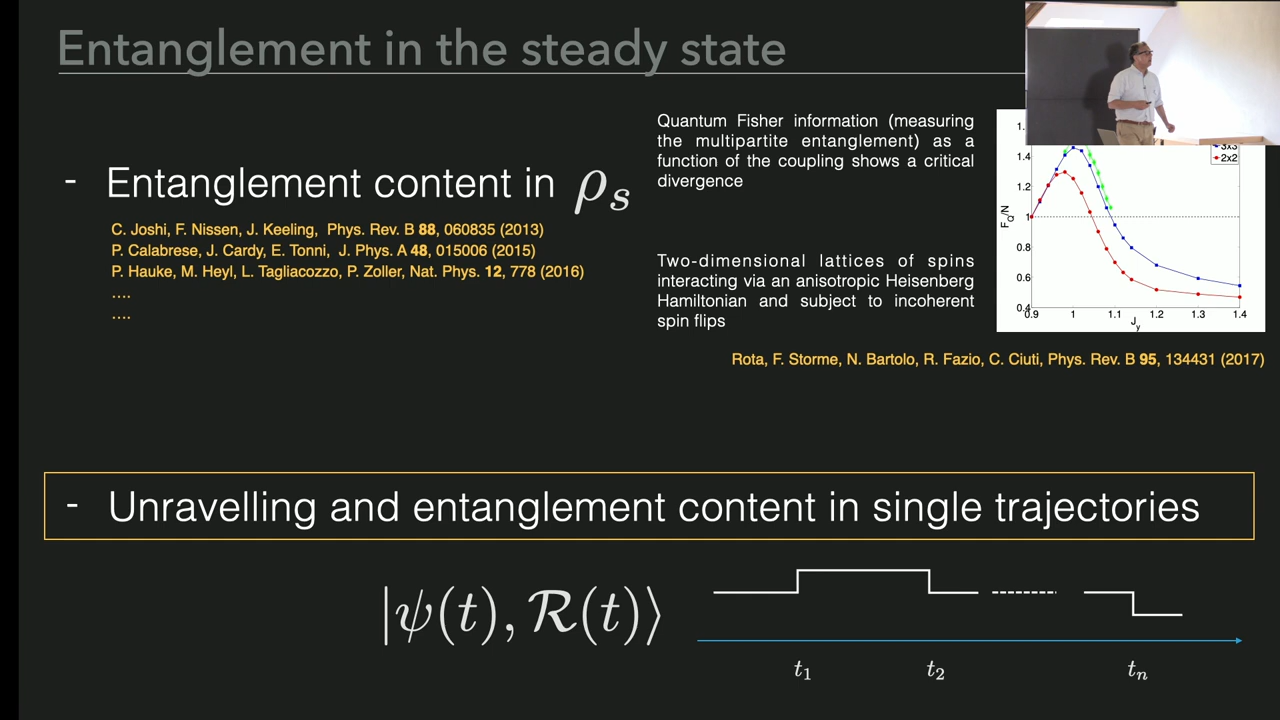 Entanglement in the steady state
- Entanglement content in ρₛ
C. Joshi, F. Nissen, J. Keeling, Phys. Rev. B 88, 060835 (2013)
P. Calabrese, J. Cardy, E. Tonni, J. Phys. A 48, 015006 (2015)
P. Hauke, M. Heyl, L. Tagliacozzo, P. Zoller, Nat. Phys. 12, 778 (2016)
....
....
Quantum Fisher information (measuring
the multipartite entanglement) as a
function of the coupling shows a critical
divergence
Two-dimensional lattices of spins
interacting via an anisotropic Heisenberg
Hamiltonian and subject to incoherent
spin flips
3x3
2x2
1.4
1.2
1
0.8
0.6
0.4
F_Q/N
0.9 1 1.1 1.2 1.3 1.4
J_y
Rota, F. Storme, N. Bartolo, R. Fazio, C. Ciuti, Phys. Rev. B 95, 134431 (2017)
- Unravelling and entanglement content in single trajectories
|ψ(t), ℛ(t)⟩
t₁ t₂ tₙ